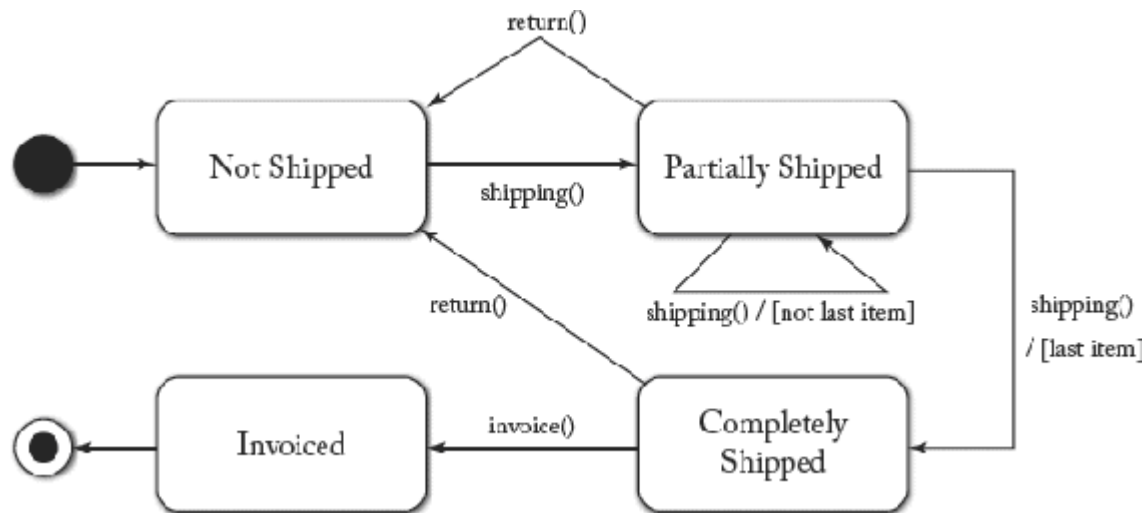 return()
Not Shipped
Partially Shipped
shipping()
return()
shipping() / [not last item]
shipping()
/ [last item]
Invoiced
invoice()
Completely
Shipped